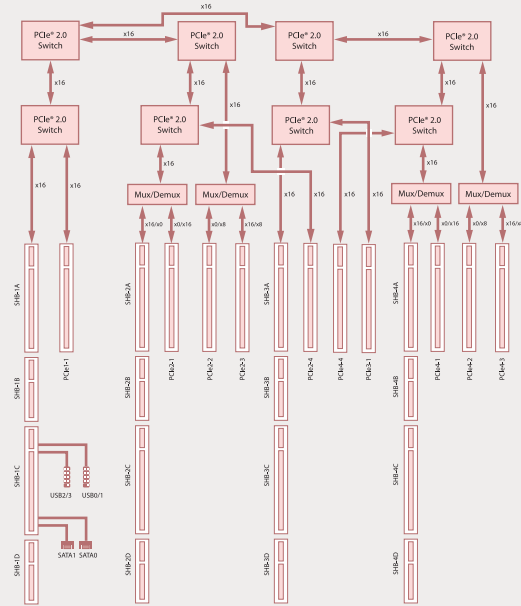 x16
PCIe® 2.0
Switch
x16
PCIe® 2.0
Switch
PCIe® 2.0
Switch
x16
PCIe® 2.0
Switch
x16
x16
x16
x16
x16
x16
PCIe® 2.0
Switch
PCIe® 2.0
Switch
PCIe® 2.0
Switch
PCIe® 2.0
Switch
x16
x16
Mux/Demux
Mux/Demux
Mux/Demux
Mux/Demux
x16
x16
x16
x16
x16
x16
x16/x0
x0/x16
x0/x8
x16/x8
x16/x0
x0/x16
x0/x8
SHB-1A
SHB-2A
SHB-3A
SHB-4A
PCIe1-1
PCIe2-1
PCIe2-2
PCIe2-3
PCIe2-4
PCIe4-4
PCIe3-1
PCIe4-1
PCIe4-2
PCIe4-3
SHB-1B
SHB-2B
SHB-3B
SHB-4B
SHB-1C
SHB-2C
SHB-3C
SHB-4C
USB2/3
USB0/1
SATA1
SATA0
SHB-1D
SHB-2D
SHB-3D
SHB-4D